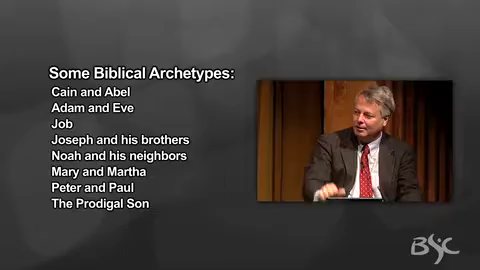 Some Biblical Archetypes:
Cain and Abel
Adam and Eve
Job
Joseph and his brothers
Noah and his neighbors
Mary and Martha
Peter and Paul
The Prodigal Son
BSC